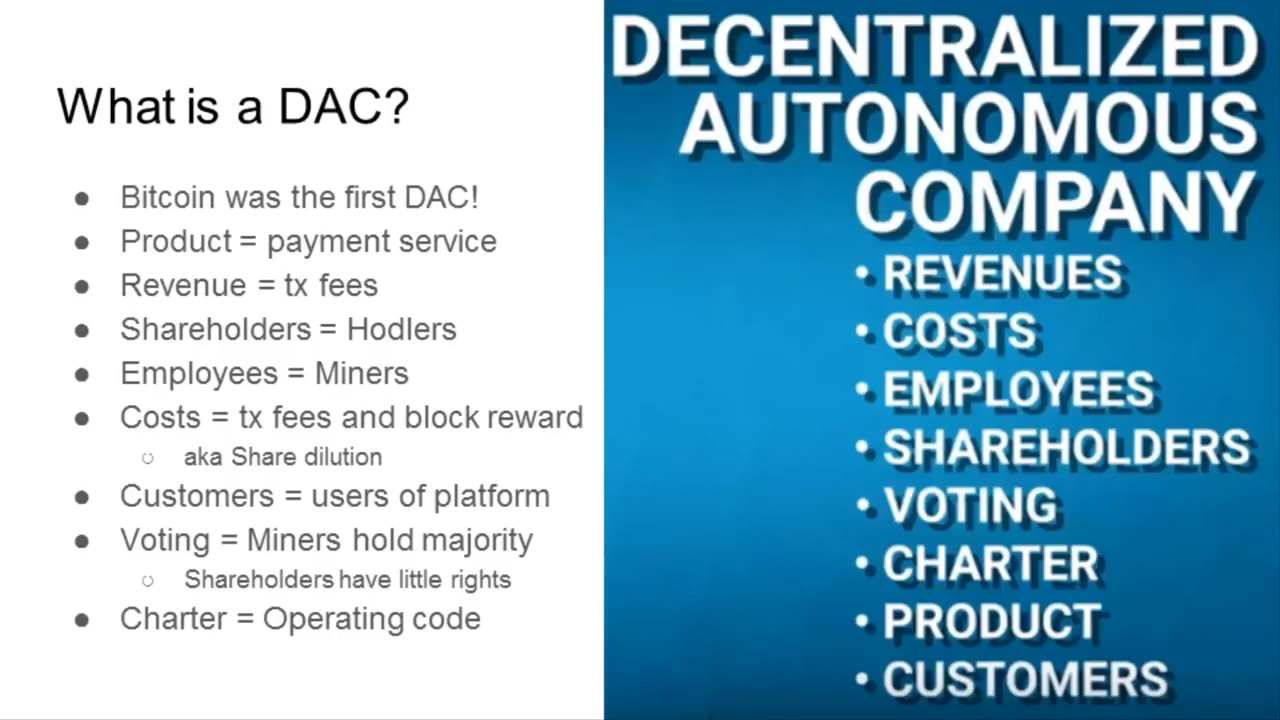 What is a DAC?
● Bitcoin was the first DAC!
● Product = payment service
● Revenue = tx fees
● Shareholders = Hodlers
● Employees = Miners
● Costs = tx fees and block reward
○ aka Share dilution
● Customers = users of platform
● Voting = Miners hold majority
○ Shareholders have little rights
● Charter = Operating code
DECENTRALIZED
AUTONOMOUS
COMPANY
• REVENUES
• COSTS
• EMPLOYEES
• SHAREHOLDERS
• VOTING
• CHARTER
• PRODUCT
• CUSTOMERS